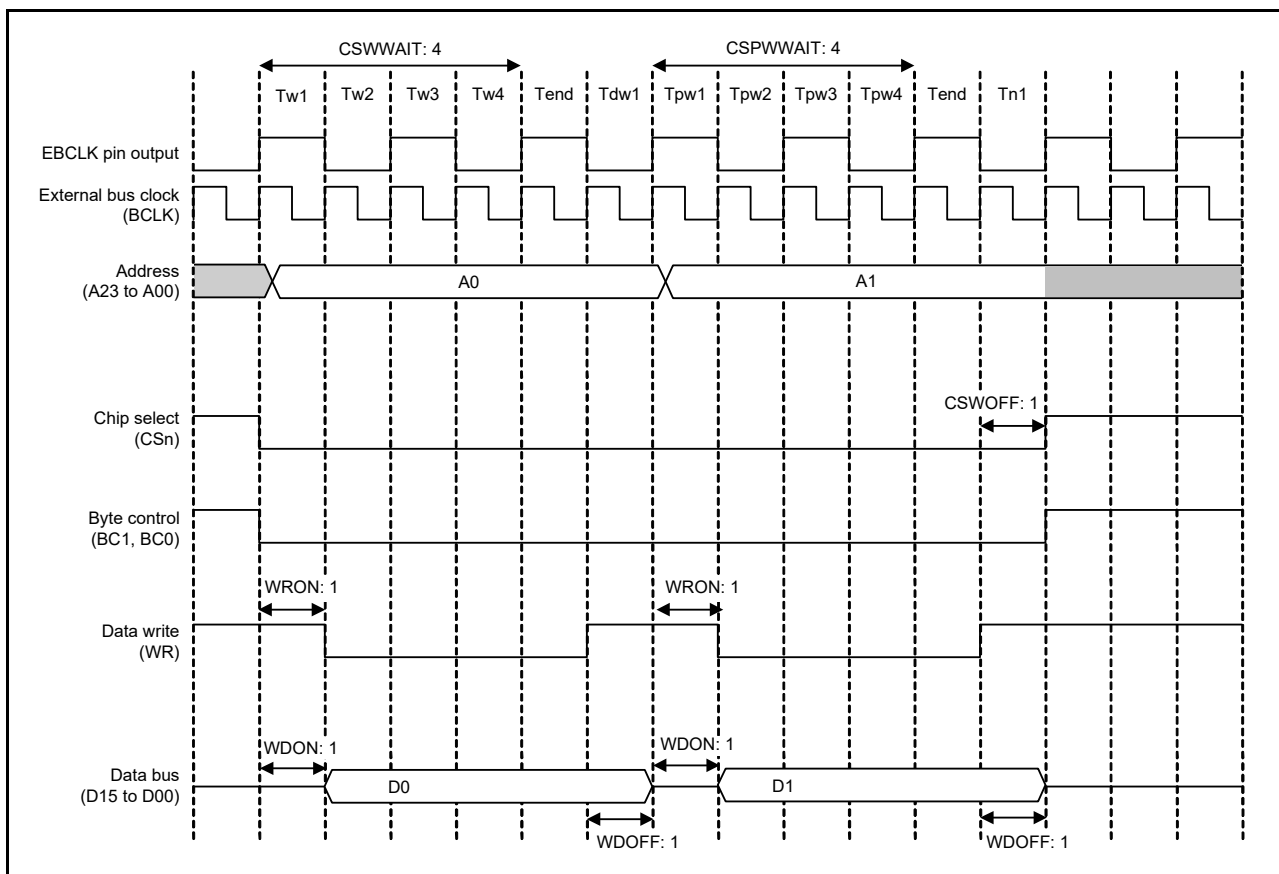 CSWWAIT: 4
CSPWWAIT: 4
Tw1 Tw2 Tw3 Tw4 Tend Tdw1 Tpw1 Tpw2 Tpw3 Tpw4 Tend Tn1
EBCLK pin output
External bus clock
(BCLK)
Address
(A23 to A00)
A0
A1
Chip select
(CSn)
CSWOFF: 1
Byte control
(BC1, BC0)
WRON: 1
WRON: 1
Data write
(WR)
WDON: 1
WDON: 1
Data bus
(D15 to D00)
D0
D1
WDOFF: 1
WDOFF: 1